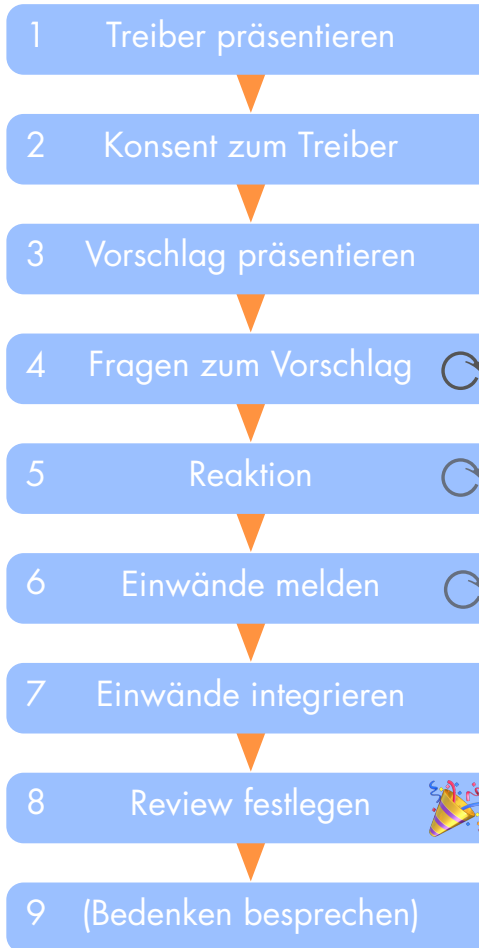 1 Treiber präsentieren
2 Konsent zum Treiber
3 Vorschlag präsentieren
4 Fragen zum Vorschlag
5 Reaktion
6 Einwände melden
7 Einwände integrieren
8 Review festlegen
9 (Bedenken besprechen)